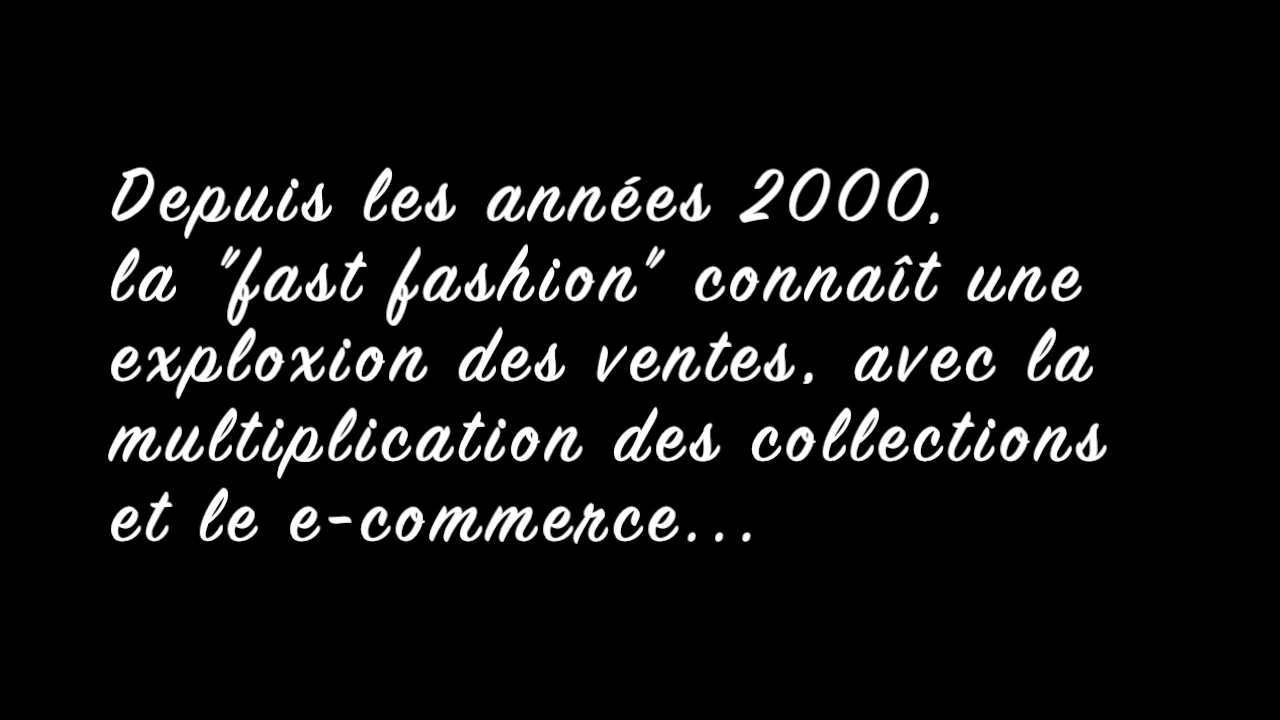 Depuis les années 2000,
la "fast fashion" connaît une
exploxion des ventes, avec la
multiplication des collections
et le e-commerce...